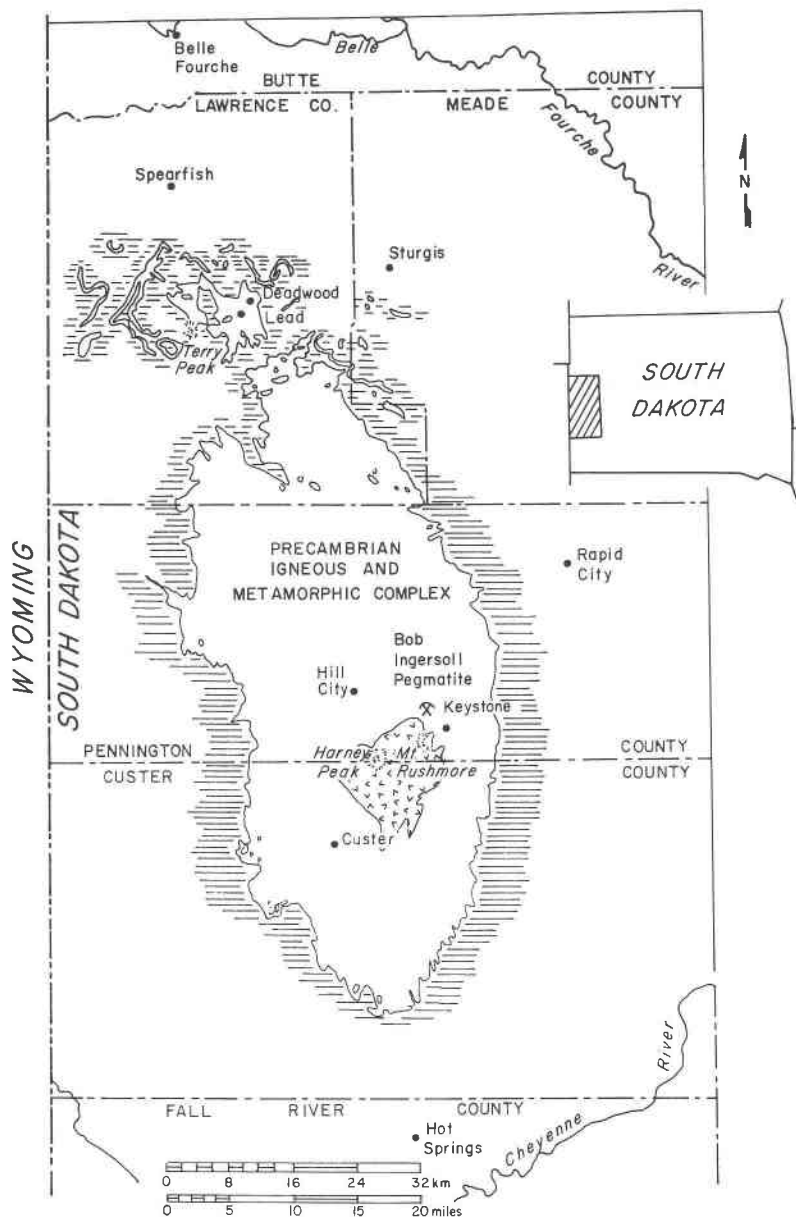 Belle
Fourche
Belle
BUTTE
COUNTY
LAWRENCE CO.
MEADE
COUNTY
Fourche
River
N
Spearfish
Sturgis
Deadwood
Lead
Terry
Peak
SOUTH
DAKOTA
WYOMING
SOUTH DAKOTA
PRECAMBRIAN
IGNEOUS AND
METAMORPHIC COMPLEX
Rapid
City
Bob
Ingersoll
Pegmatite
Hill
City
Keystone
PENNINGTON
COUNTY
CUSTER
COUNTY
Harney
Peak
Mt
Rushmore
Custer
River
Cheyenne
FALL RIVER COUNTY
Hot
Springs
0 8 16 24 32 km
0 5 10 15 20 miles